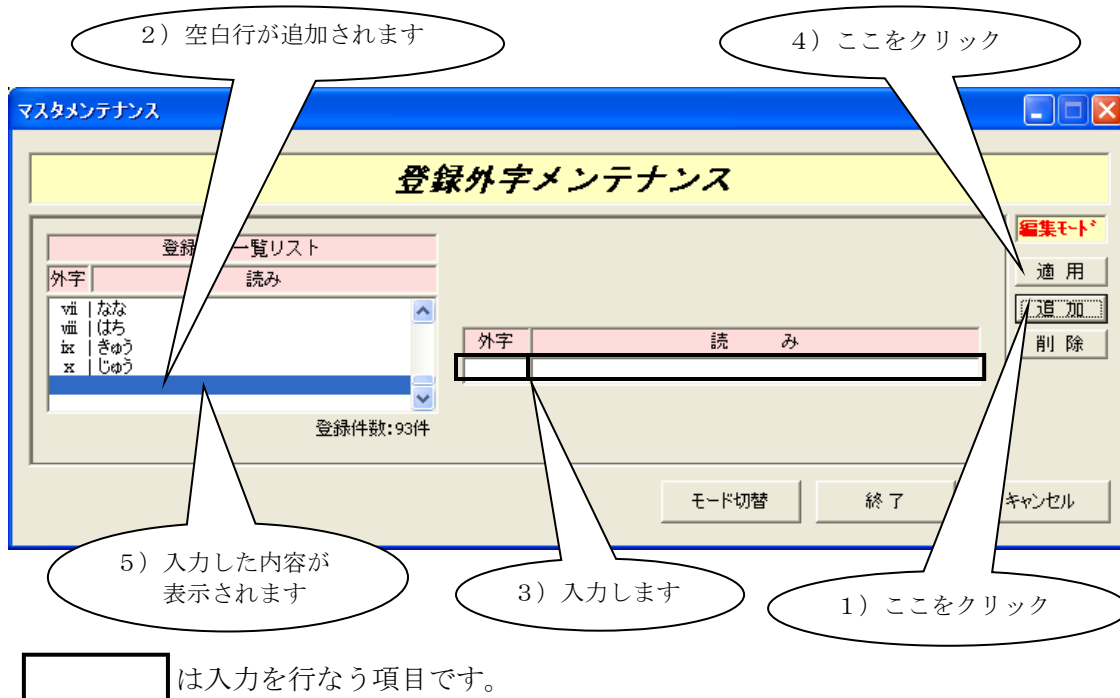 2）空白行が追加されます
4）ここをクリック
マスタメンテナンス
登録外字メンテナンス
編集ﾓｰﾄﾞ
登録 一覧リスト
適 用
外字 読み
追 加
ⅶ |なな
ⅷ |はち
ⅸ |きゅう
ⅹ |じゅう
外字 読 み
削 除
登録件数:93件
モード切替 終 了 キャンセル
5）入力した内容が
表示されます
3）入力します
1）ここをクリック
は入力を行なう項目です。